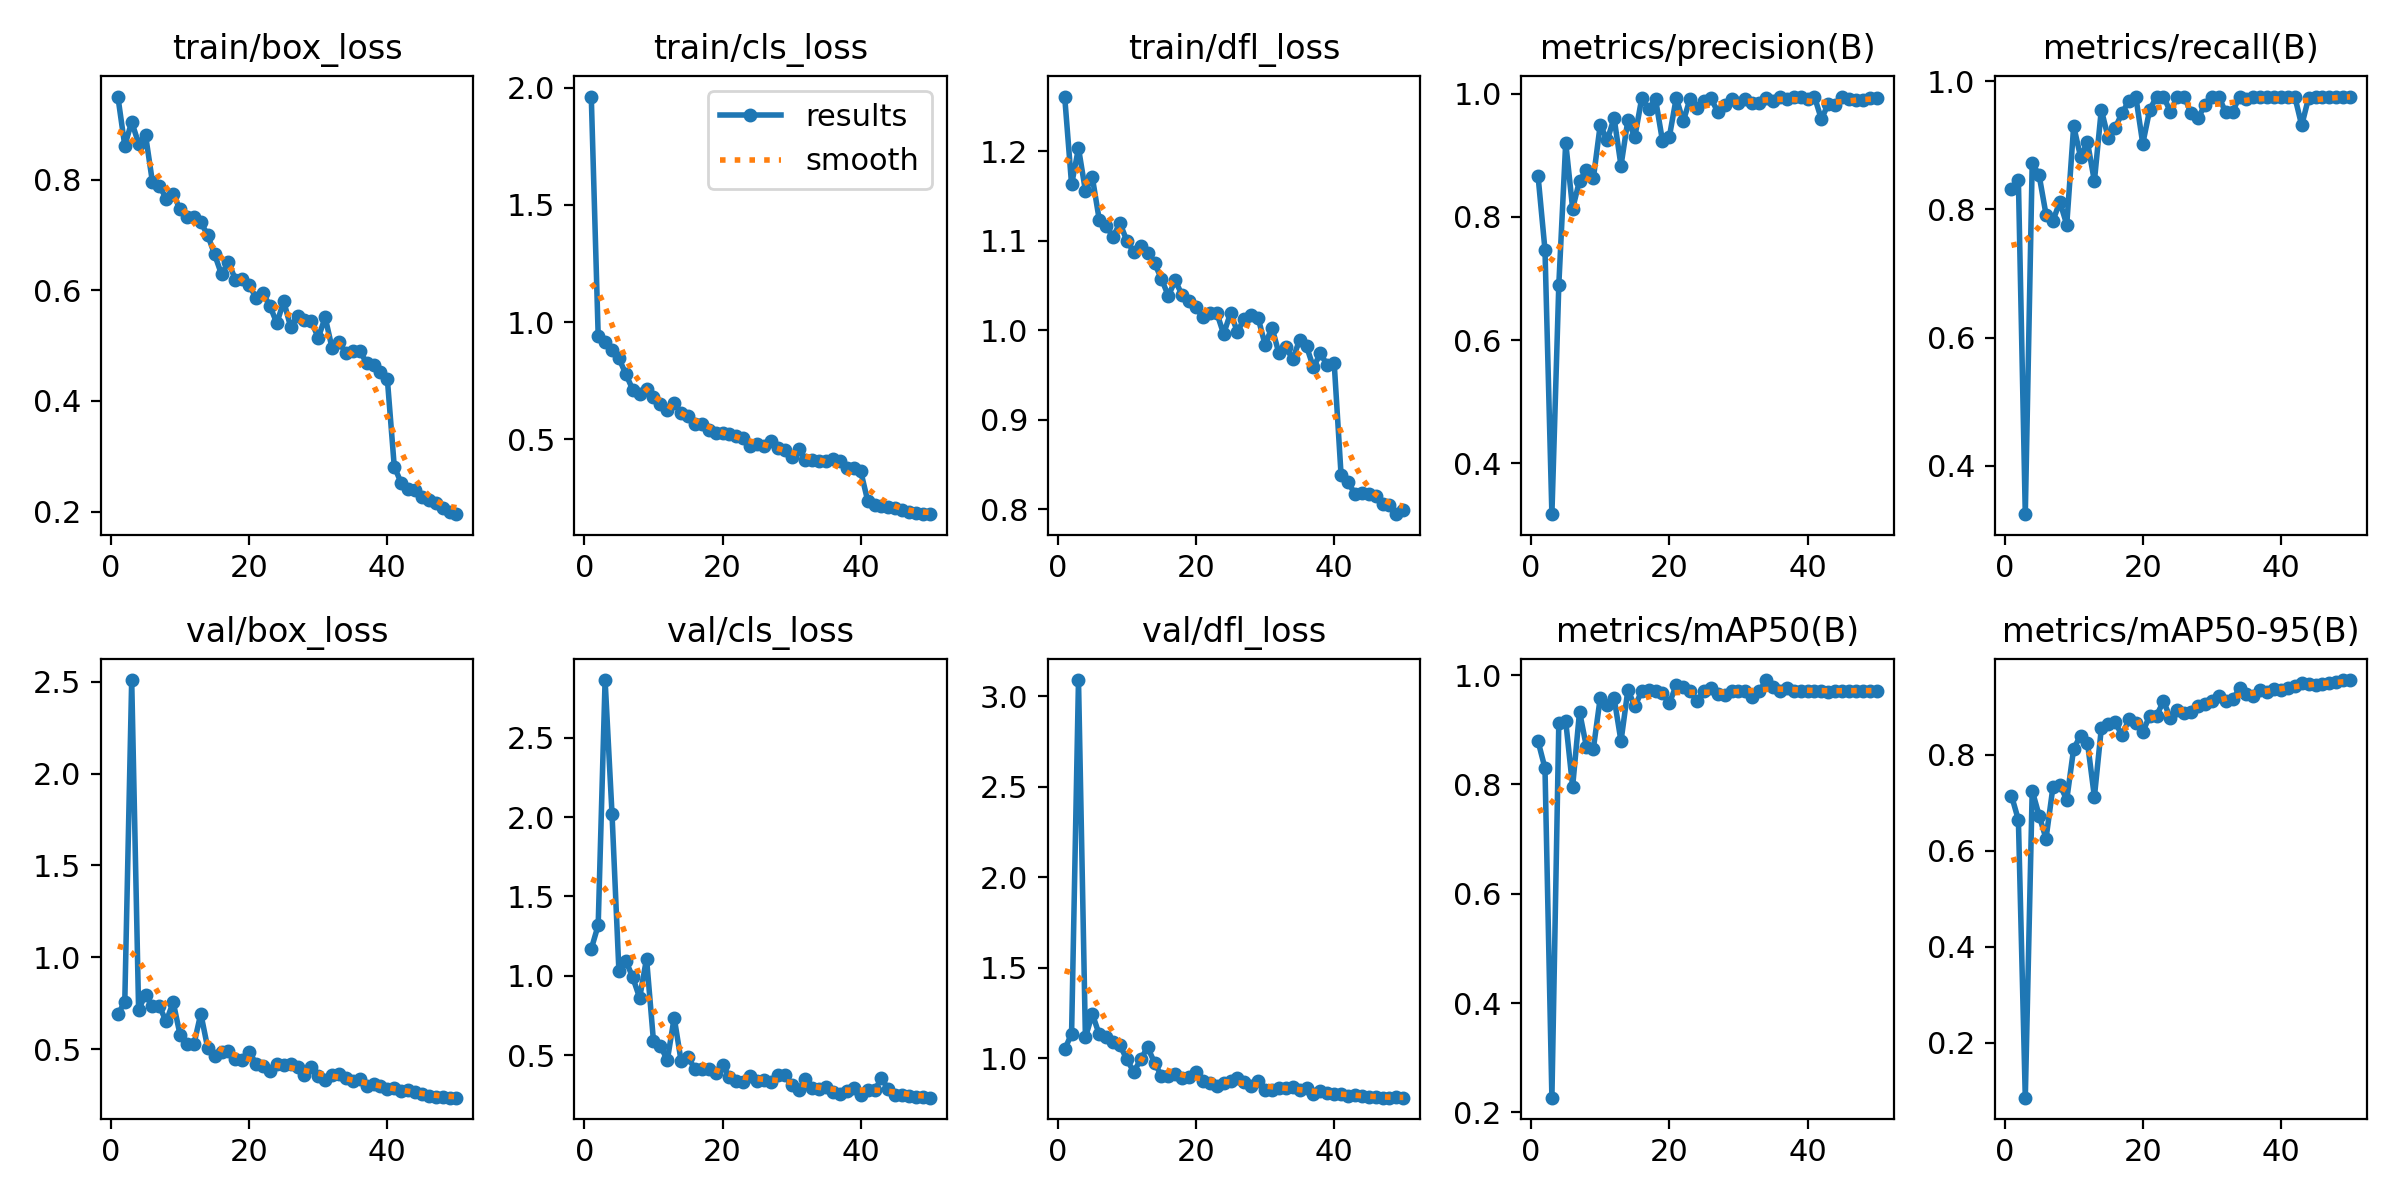 train/box_loss
0.8
0.6
0.4
0.2
0 20 40
train/cls_loss
results
smooth
2.0
1.5
1.0
0.5
0 20 40
train/dfl_loss
1.2
1.1
1.0
0.9
0.8
0 20 40
metrics/precision(B)
1.0
0.8
0.6
0.4
0 20 40
metrics/recall(B)
1.0
0.8
0.6
0.4
0 20 40
val/box_loss
2.5
2.0
1.5
1.0
0.5
0 20 40
val/cls_loss
2.5
2.0
1.5
1.0
0.5
0 20 40
val/dfl_loss
3.0
2.5
2.0
1.5
1.0
0 20 40
metrics/mAP50(B)
1.0
0.8
0.6
0.4
0.2
0 20 40
metrics/mAP50-95(B)
0.8
0.6
0.4
0.2
0 20 40